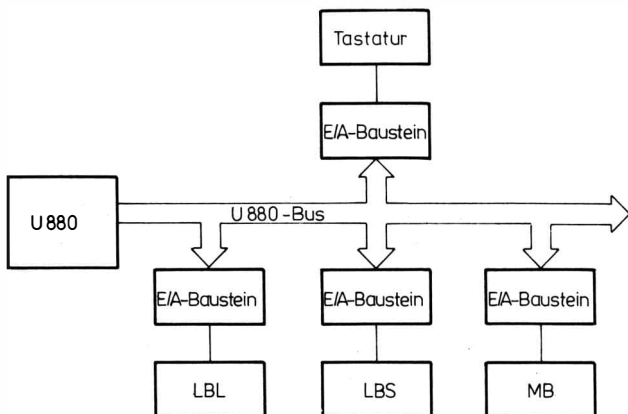 Tastatur
E/A-Baustein
U880
U880-Bus
E/A-Baustein
E/A-Baustein
E/A-Baustein
LBL
LBS
MB